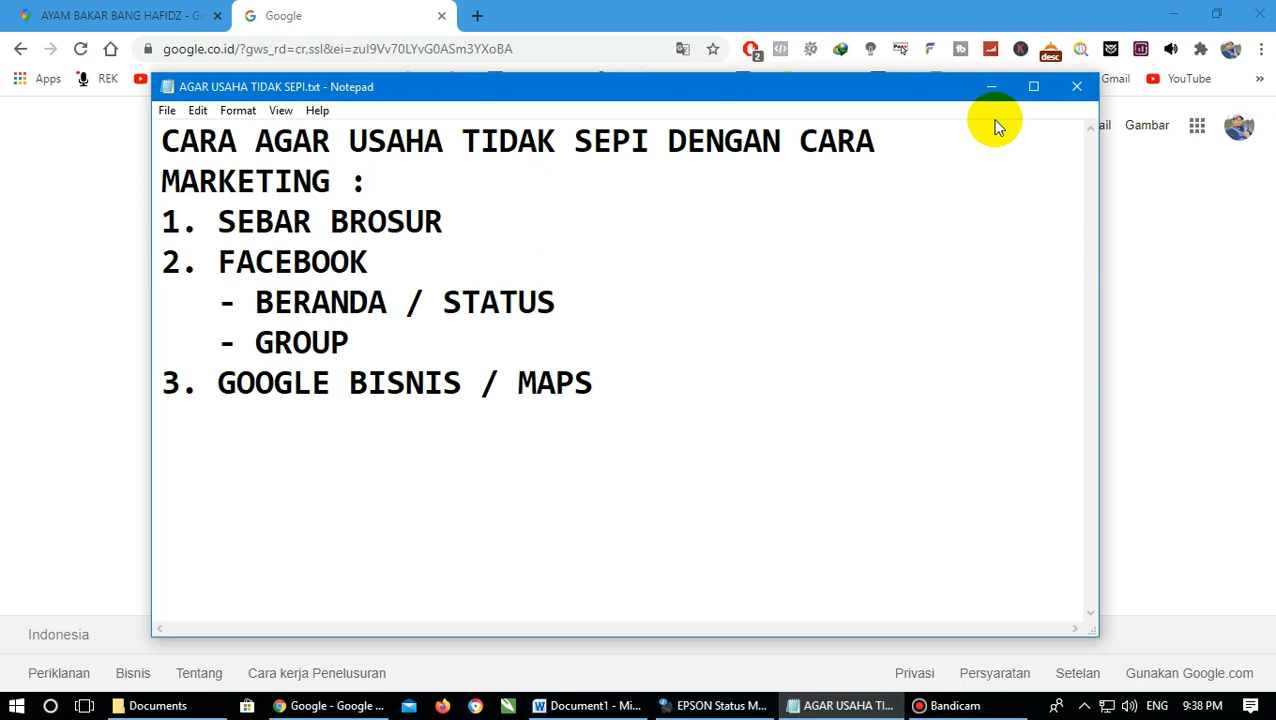 AYAM BAKAR BANG HAFIDZ - Go
Google
google.co.id/?gws_rd=cr,ssl&ei=zuI9Vv70LYvG0ASm3YXoBA
2
desc
Apps
REK
Gmail
YouTube
»
AGAR USAHA TIDAK SEPI.txt - Notepad
File Edit Format View Help
ail Gambar
CARA AGAR USAHA TIDAK SEPI DENGAN CARA
MARKETING :
1. SEBAR BROSUR
2. FACEBOOK
- BERANDA / STATUS
- GROUP
3. GOOGLE BISNIS / MAPS
Indonesia
Periklanan Bisnis Tentang Cara kerja Penelusuran Privasi Persyaratan Setelan Gunakan Google.com
Documents Google - Google ... Document1 - Mi... EPSON Status M... AGAR USAHA TI... Bandicam ENG 9:38 PM